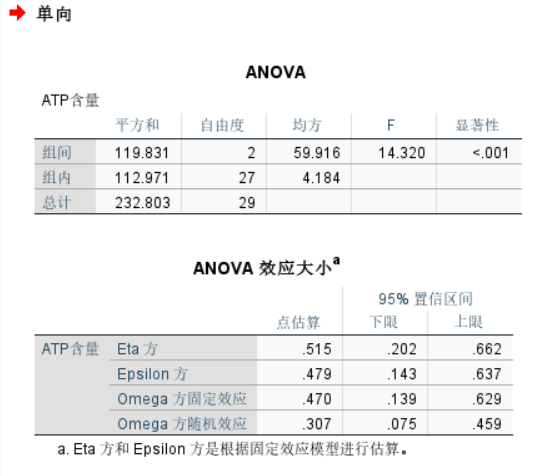 单向
ANOVA
ATP含量
平方和 自由度 均方 F 显著性
组间 119.831 2 59.916 14.320 <.001
组内 112.971 27 4.184
总计 232.803 29
ANOVA 效应大小a
95% 置信区间
点估算 下限 上限
ATP含量 Eta 方 .515 .202 .662
Epsilon 方 .479 .143 .637
Omega 方固定效应 .470 .139 .629
Omega 方随机效应 .307 .075 .459
a. Eta 方和 Epsilon 方是根据固定效应模型进行估算。